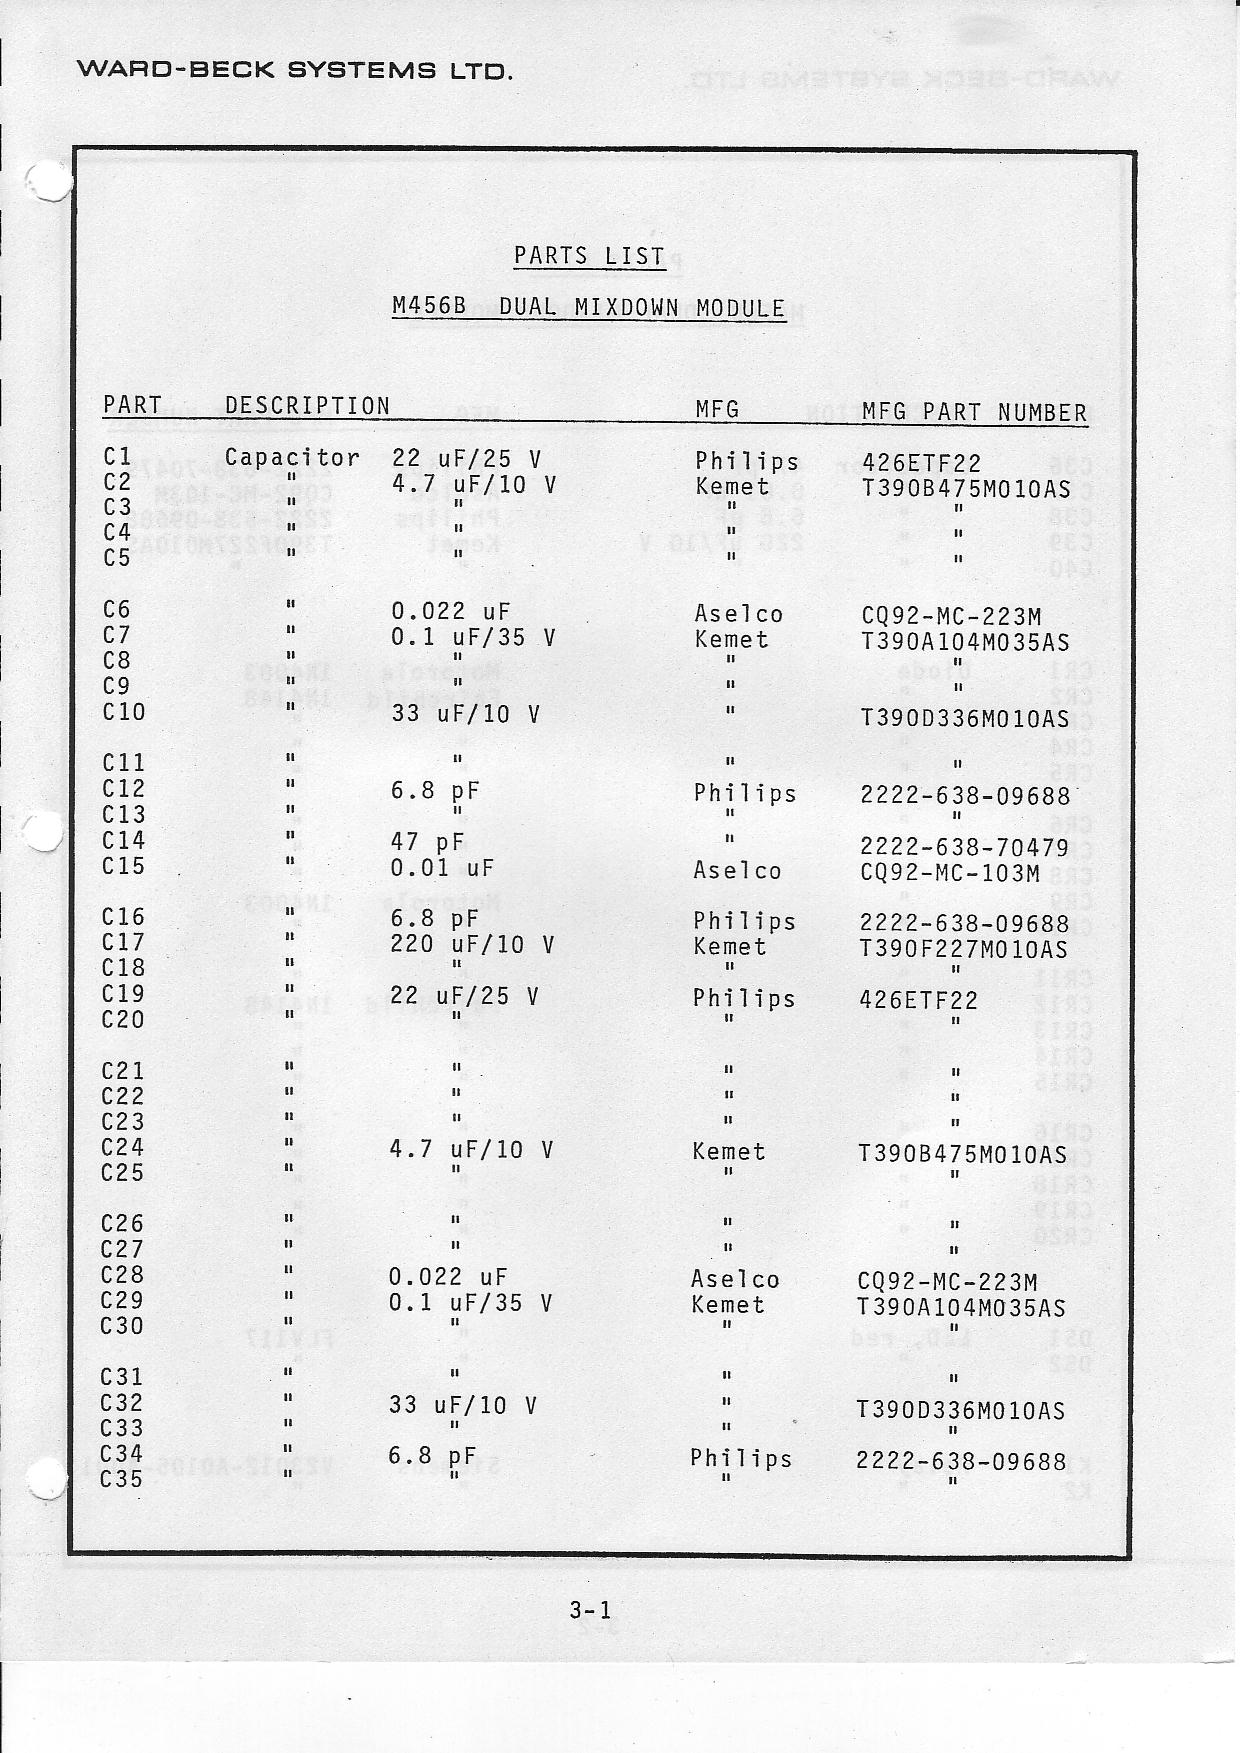 WARD-BECK SYSTEMS LTD.
PARTS LIST
M456B DUAL MIXDOWN MODULE
PART DESCRIPTION MFG MFG PART NUMBER
C1 Capacitor 22 uF/25 V Philips 426ETF22
C2 " 4.7 uF/10 V Kemet T390B475M010AS
C3 " " " "
C4 " " " "
C5 " " " "
C6 " 0.022 uF Aselco CQ92-MC-223M
C7 " 0.1 uF/35 V Kemet T390A104M035AS
C8 " " " "
C9 " " " "
C10 " 33 uF/10 V " T390D336M010AS
C11 " " " "
C12 " 6.8 pF Philips 2222-638-09688
C13 " " " "
C14 " 47 pF " 2222-638-70479
C15 " 0.01 uF Aselco CQ92-MC-103M
C16 " 6.8 pF Philips 2222-638-09688
C17 " 220 uF/10 V Kemet T390F227M010AS
C18 " " " "
C19 " 22 uF/25 V Philips 426ETF22
C20 " " " "
C21 " " " "
C22 " " " "
C23 " " " "
C24 " 4.7 uF/10 V Kemet T390B475M010AS
C25 " " " "
C26 " " " "
C27 " " " "
C28 " 0.022 uF Aselco CQ92-MC-223M
C29 " 0.1 uF/35 V Kemet T390A104M035AS
C30 " " " "
C31 " " " "
C32 " 33 uF/10 V " T390D336M010AS
C33 " " " "
C34 " 6.8 pF Philips 2222-638-09688
C35 " " " "
3-1